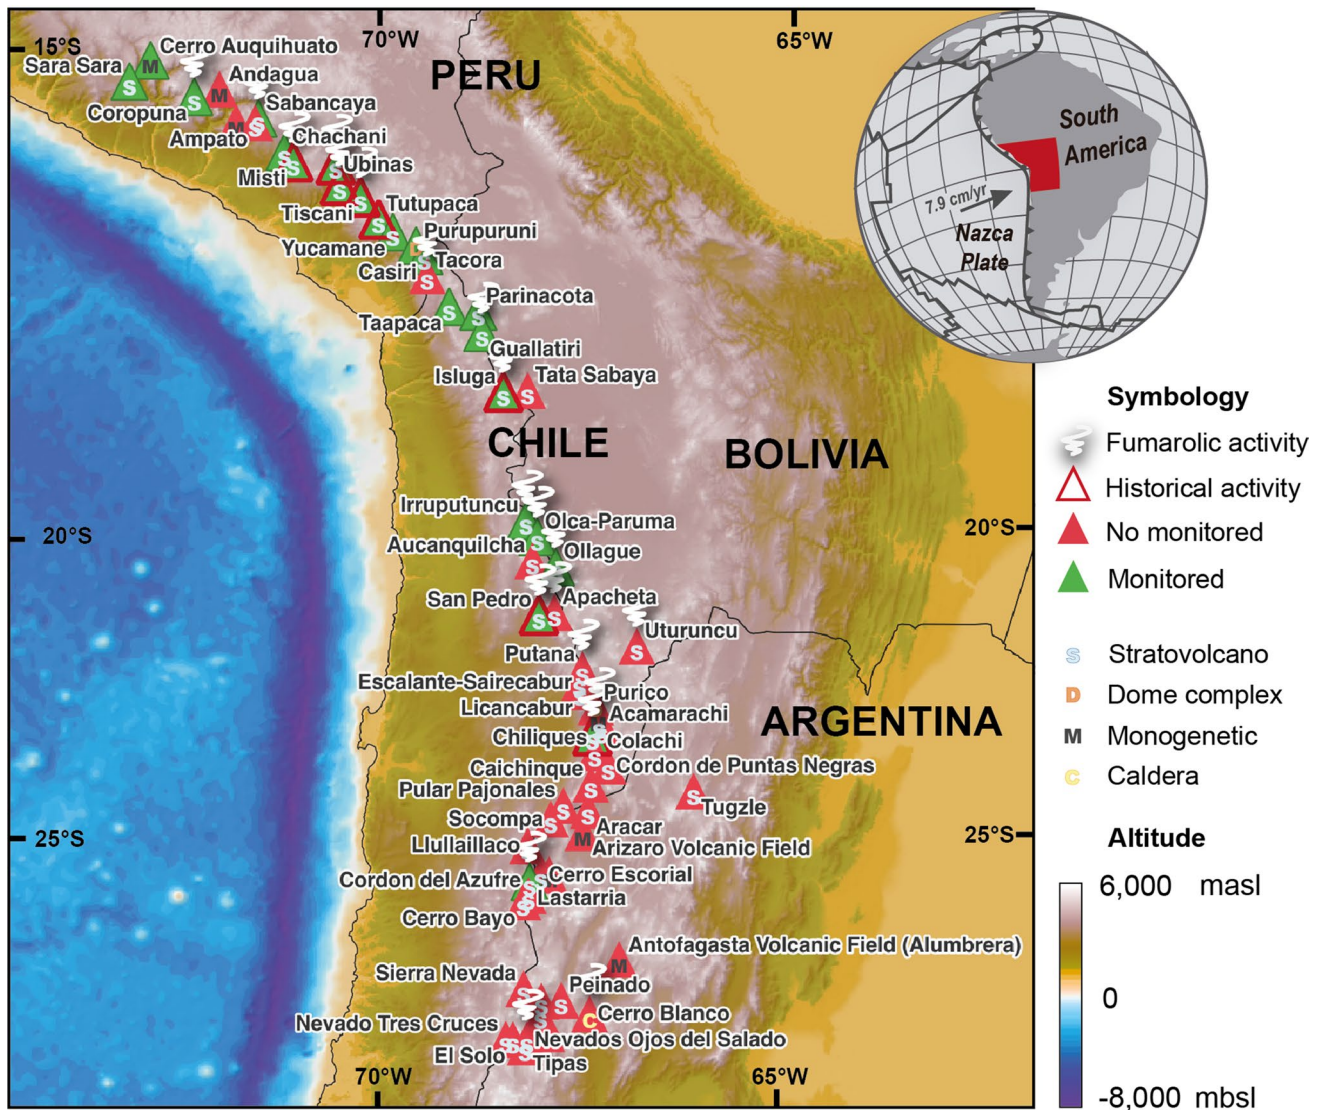 70°W
65°W
15°S
Cerro Auquihuato
Sara Sara
M
S
Andagua
PERU
M
S
Coropuna
Sabancaya
Ampato
M
S
Chachani
Misti
S
S
Ubinas
S
Tiscani
S
S
Tutupaca
S
S
Purupuruni
Yucamane
Tacora
Casiri
S
S
Parinacota
Taapaca
S
S
S
Guallatiri
Isluga
Tata Sabaya
S
S
CHILE
BOLIVIA
Irruputuncu
Olca-Paruma
S
S
Aucanquilcha
Ollague
S
San Pedro
Apacheta
S
S
Uturuncu
S
Putana
S
Escalante-Sairecabur
S
Purico
Licancabur
Acamarachi
ARGENTINA
Chiliques
S
Colachi
Caichinque
S
S
Cordon de Puntas Negras
Pular Pajonales
S
S
Tugzle
Socompa
S
S
S
Aracar
Llullaillaco
M
Arizaro Volcanic Field
Cordon del Azufre
S
S
Cerro Escorial
Lastarria
Cerro Bayo
S
S
Antofagasta Volcanic Field (Alumbrera)
M
Sierra Nevada
S
Peinado
S
Cerro Blanco
C
Nevado Tres Cruces
Nevados Ojos del Salado
El Solo
S
S
S
Tipas
20°S
20°S
25°S
25°S
70°W
65°W
South
America
7.9 cm/yr
Nazca
Plate
Symbology
Fumarolic activity
Historical activity
No monitored
Monitored
S Stratovolcano
D Dome complex
M Monogenetic
C Caldera
Altitude
6,000 masl
0
-8,000 mbsl